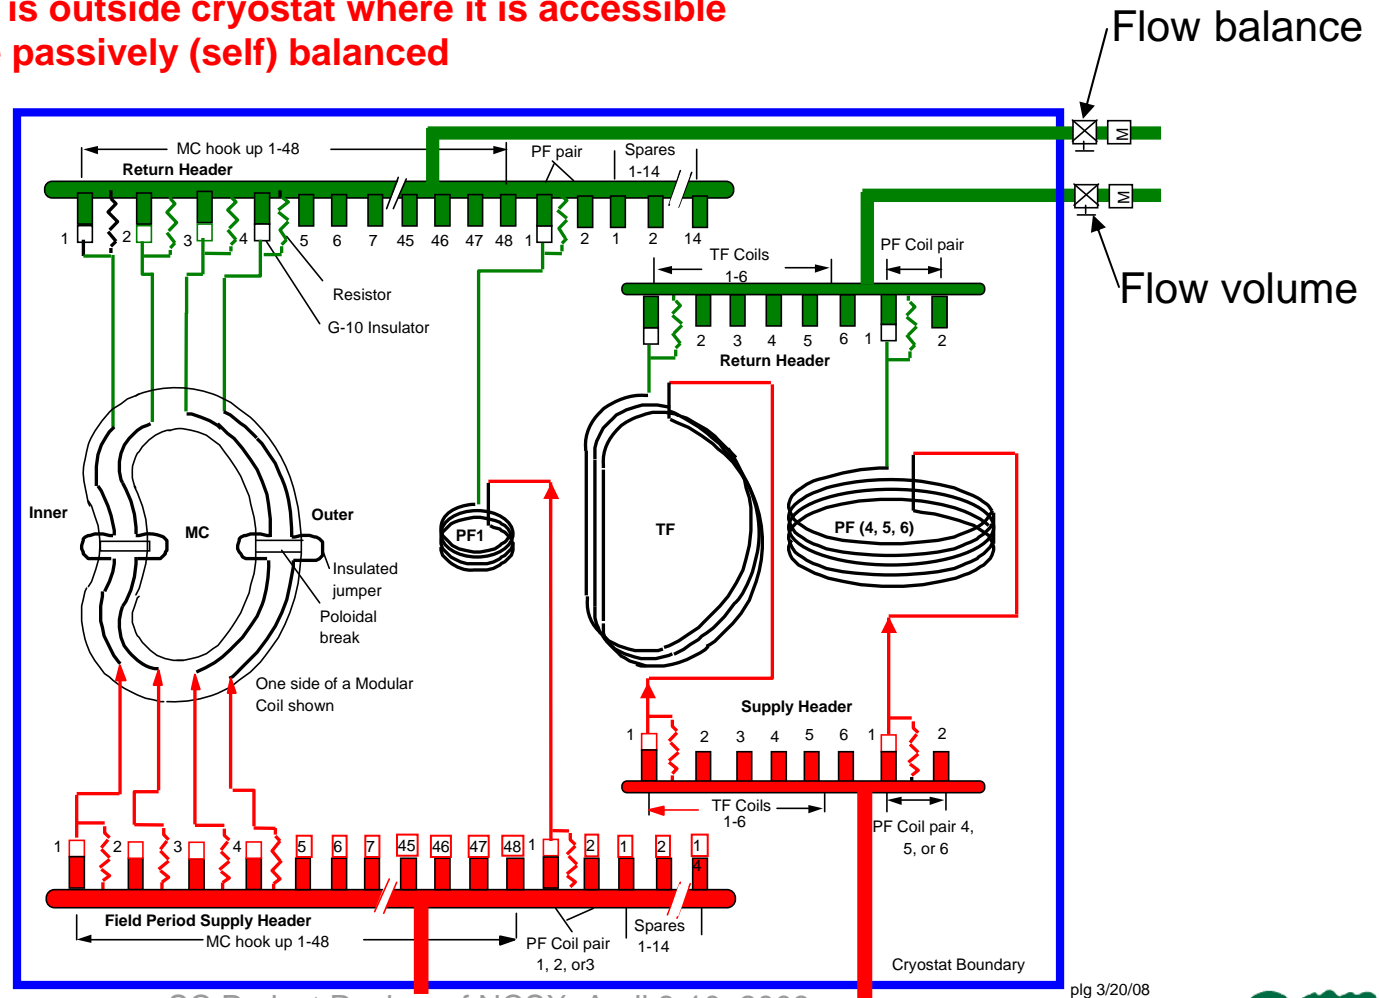 is outside cryostat where it is accessible
passively (self) balanced
Flow balance
M
M
Flow volume
MC hook up 1-48
Return Header
PF pair
Spares
1-14
1
2
3
4
5
6
7
45
46
47
48
1
2
1
2
14
Resistor
G-10 Insulator
TF Coils
1-6
PF Coil pair
2
3
4
5
6
1
2
Return Header
Inner
MC
Outer
Insulated
jumper
Poloidal
break
PF1
TF
PF (4, 5, 6)
One side of a Modular
Coil shown
Supply Header
1
2
3
4
5
6
1
2
TF Coils
1-6
PF Coil pair 4,
5, or 6
1
2
3
4
5
6
7
45
46
47
48
1
2
1
2
1
4
Field Period Supply Header
MC hook up 1-48
PF Coil pair
1, 2, or3
Spares
1-14
Cryostat Boundary
plg 3/20/08